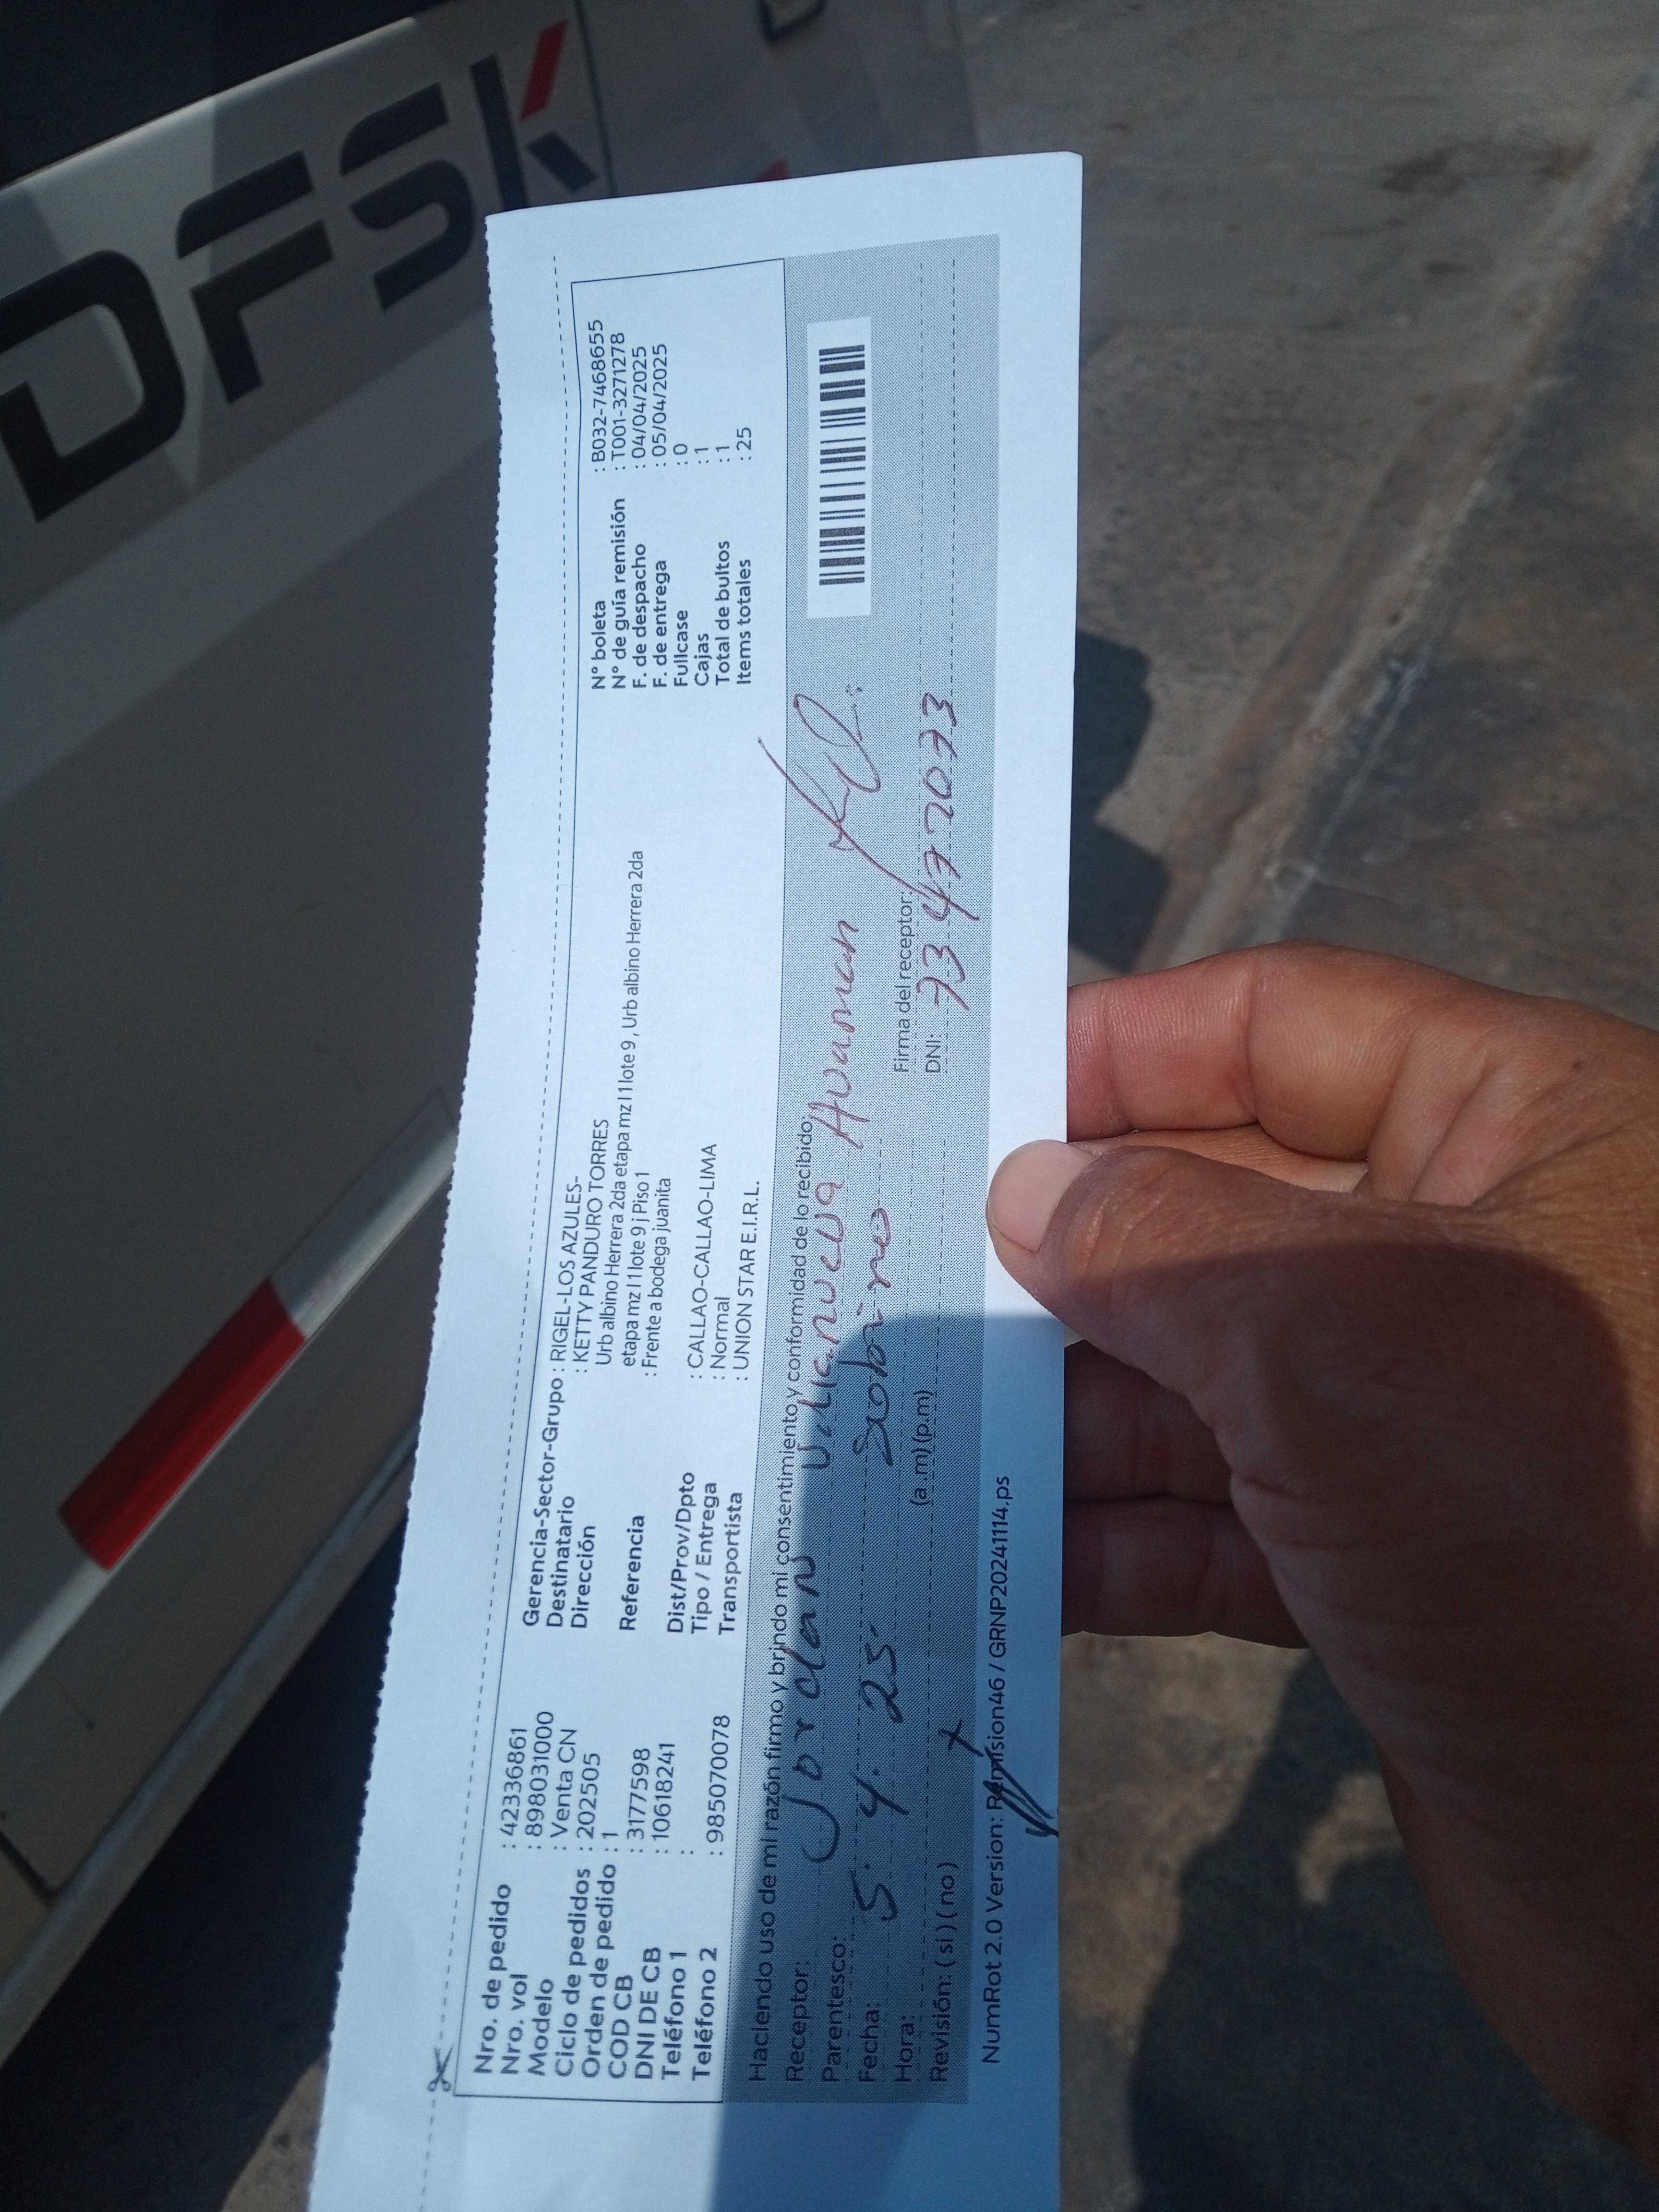 DFSK
Nro. de pedido : 42336861
Nro. vol : 898031000
Modelo : Venta CN
Ciclo de pedidos : 202505
Orden de pedido : 1
COD CB : 3177598
DNI DE CB : 10618241
Teléfono 1 :
Teléfono 2 : 985070078
Gerencia-Sector-Grupo : RIGEL-LOS AZULES-
Destinatario : KETTY PANDURO TORRES
Dirección Urb albino Herrera 2da etapa mz l 1 lote 9 , Urb albino Herrera 2da
etapa mz l 1 lote 9 j Piso 1
Referencia : Frente a bodega juanita
Dist/Prov/Dpto : CALLAO-CALLAO-LIMA
Tipo / Entrega : Normal
Transportista : UNION STAR E.I.R.L.
N° boleta : B032-7468655
N° de guía remisión : T001-3271278
F. de despacho : 04/04/2025
F. de entrega : 05/04/2025
Fullcase : 0
Cajas : 1
Total de bultos : 1
Items totales : 25
Haciendo uso de mi razón firmo y brindo mi consentimiento y conformidad de lo recibido;
Receptor: Jordan Villanueva Huaman
Parentesco: Sobrino
Fecha: 5. 4. 25
Hora: (a.m) (p.m)
Revisión: ( si ) ( no )
Firma del receptor:
DNI: 73477073
NumRot 2.0 Version: Remision46 / GRNP20241114.ps